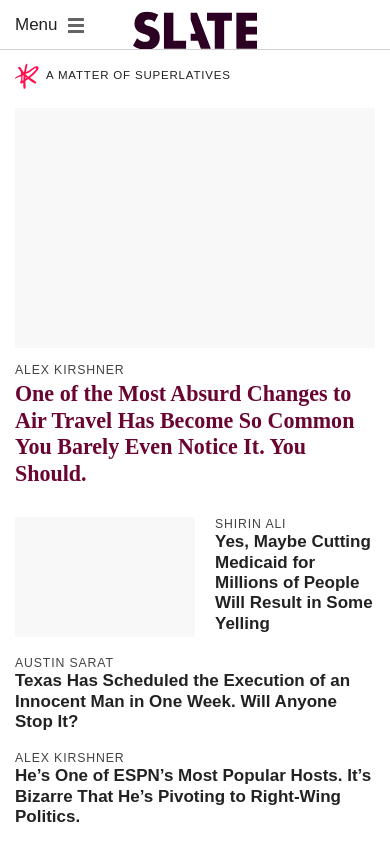 Menu
SLATE
A MATTER OF SUPERLATIVES
ALEX KIRSHNER
One of the Most Absurd Changes to
Air Travel Has Become So Common
You Barely Even Notice It. You
Should.
SHIRIN ALI
Yes, Maybe Cutting
Medicaid for
Millions of People
Will Result in Some
Yelling
AUSTIN SARAT
Texas Has Scheduled the Execution of an
Innocent Man in One Week. Will Anyone
Stop It?
ALEX KIRSHNER
He’s One of ESPN’s Most Popular Hosts. It’s
Bizarre That He’s Pivoting to Right-Wing
Politics.